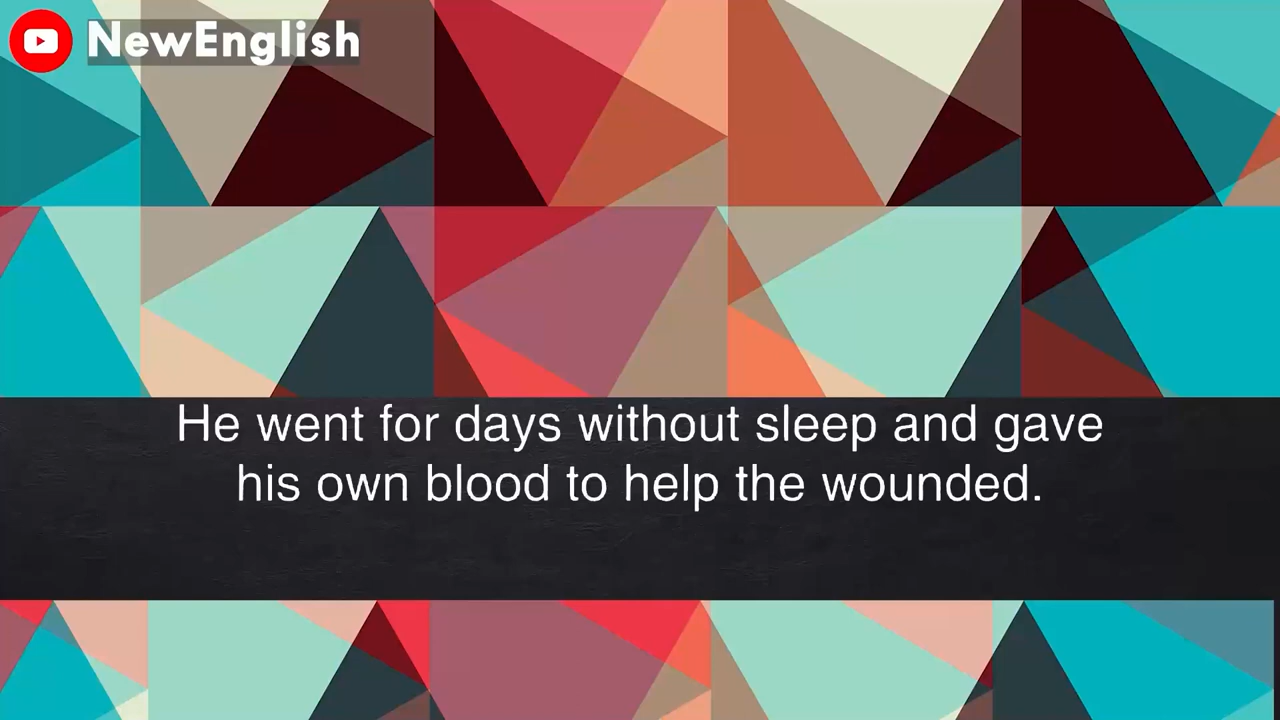 NewEnglish
He went for days without sleep and gave
his own blood to help the wounded.